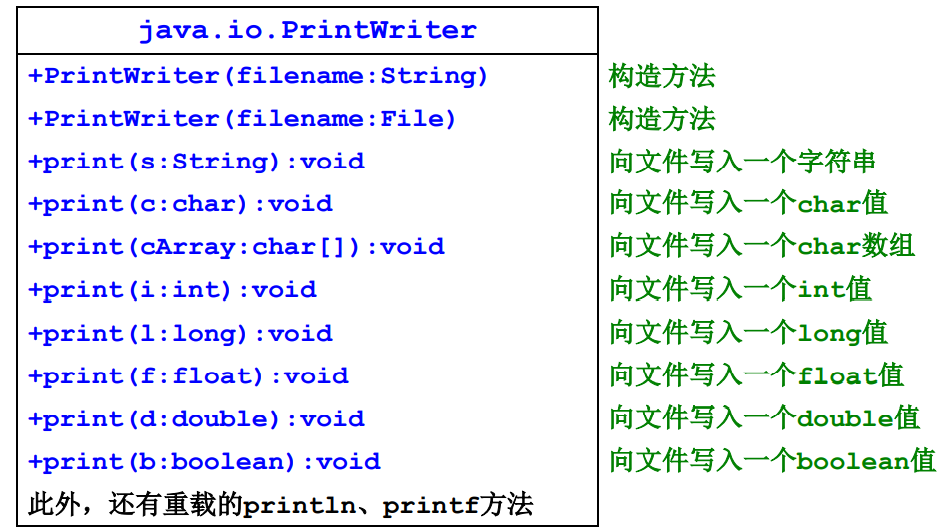 java.io.PrintWriter
+PrintWriter(filename:String) 构造方法
+PrintWriter(filename:File) 构造方法
+print(s:String):void 向文件写入一个字符串
+print(c:char):void 向文件写入一个char值
+print(cArray:char[]):void 向文件写入一个char数组
+print(i:int):void 向文件写入一个int值
+print(l:long):void 向文件写入一个long值
+print(f:float):void 向文件写入一个float值
+print(d:double):void 向文件写入一个double值
+print(b:boolean):void 向文件写入一个boolean值
此外，还有重载的println、printf方法